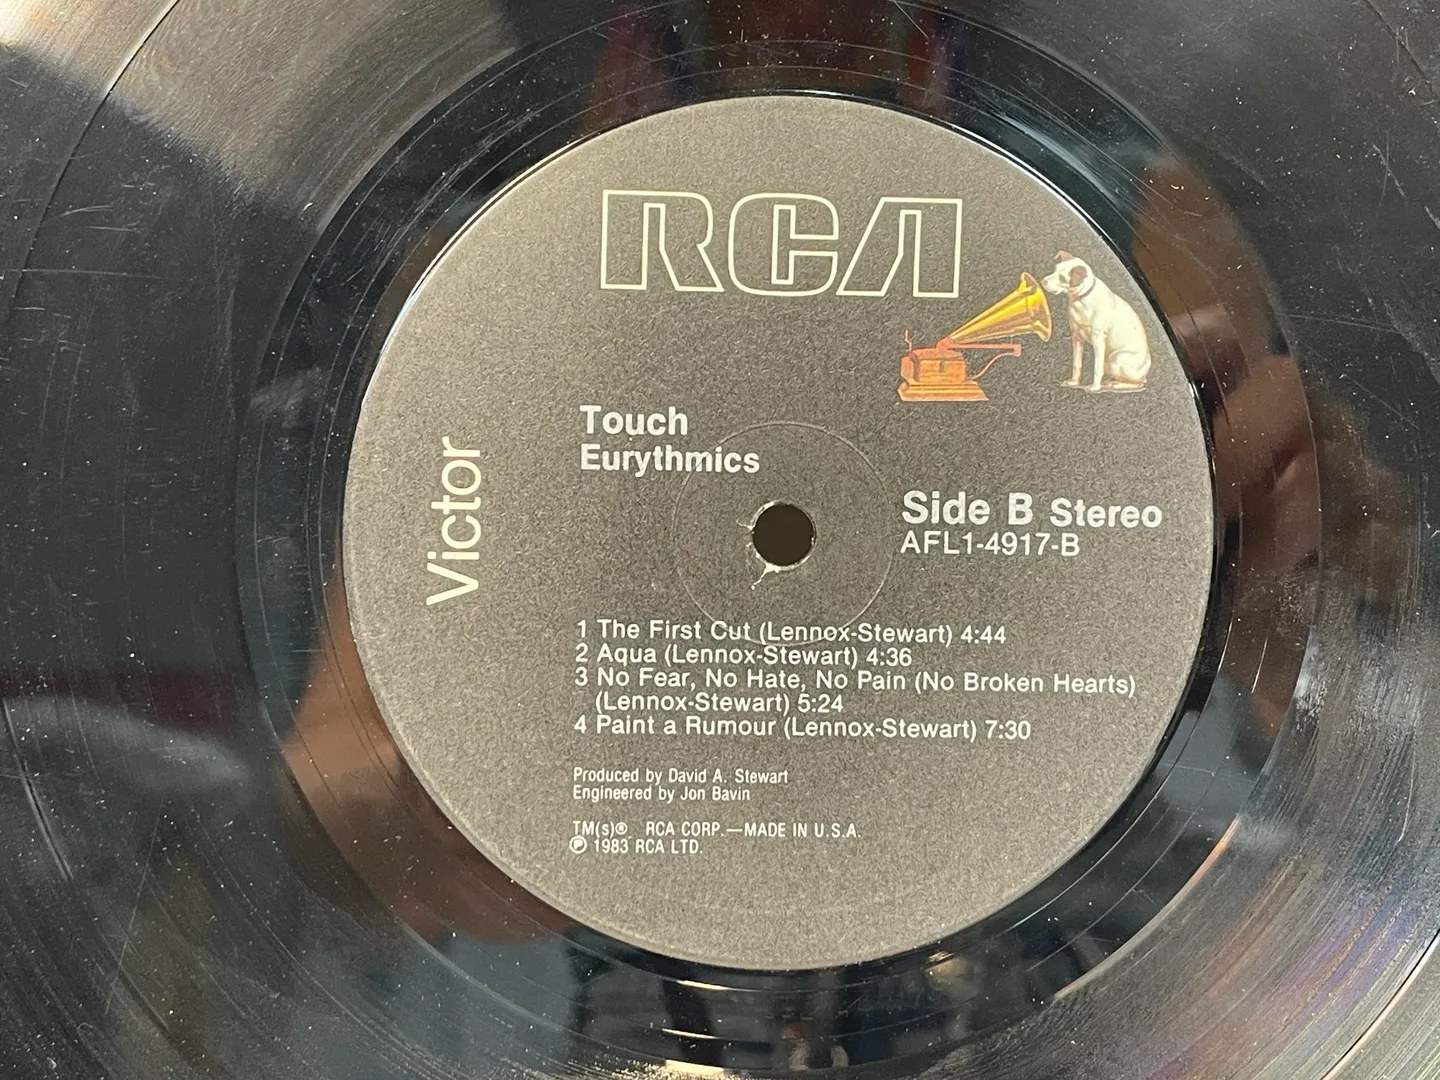 RCA
Victor
Touch
Eurythmics
Side B Stereo
AFL1-4917-B
1 The First Cut (Lennox-Stewart) 4:44
2 Aqua (Lennox-Stewart) 4:36
3 No Fear, No Hate, No Pain (No Broken Hearts)
(Lennox-Stewart) 5:24
4 Paint a Rumour (Lennox-Stewart) 7:30
Produced by David A. Stewart
Engineered by Jon Bavin
TM(s)® RCA CORP.—MADE IN U.S.A.
℗ 1983 RCA LTD.